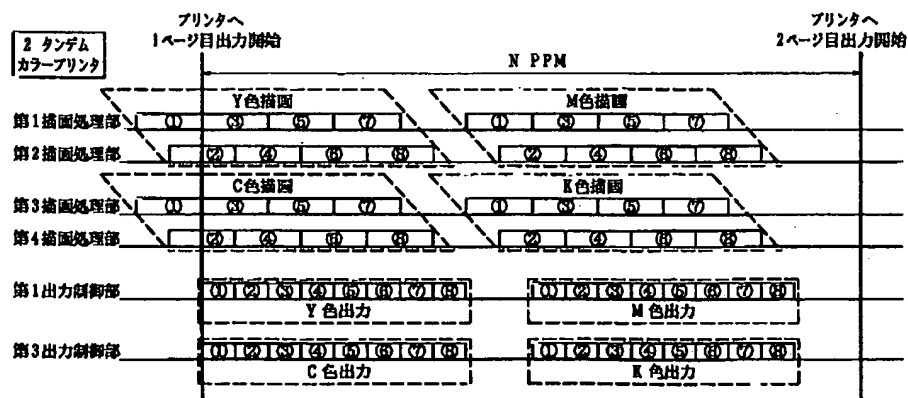 プリンタへ
1ページ目出力開始
プリンタへ
2ページ目出力開始
2 タンデム
カラープリンタ
N PPM
Y色描画
M色描画
第1描画処理部
① ③ ⑤ ⑦ ① ③ ⑤ ⑦
第2描画処理部
② ④ ⑥ ⑧ ② ④ ⑥ ⑧
C色描画
K色描画
第3描画処理部
① ③ ⑤ ⑦ ① ③ ⑤ ⑦
第4描画処理部
② ④ ⑥ ⑧ ② ④ ⑥ ⑧
第1出力制御部
① ② ③ ④ ⑤ ⑥ ⑦ ⑧ ① ② ③ ④ ⑤ ⑥ ⑦ ⑧
Y色出力
M色出力
第3出力制御部
① ② ③ ④ ⑤ ⑥ ⑦ ⑧ ① ② ③ ④ ⑤ ⑥ ⑦ ⑧
C色出力
K色出力